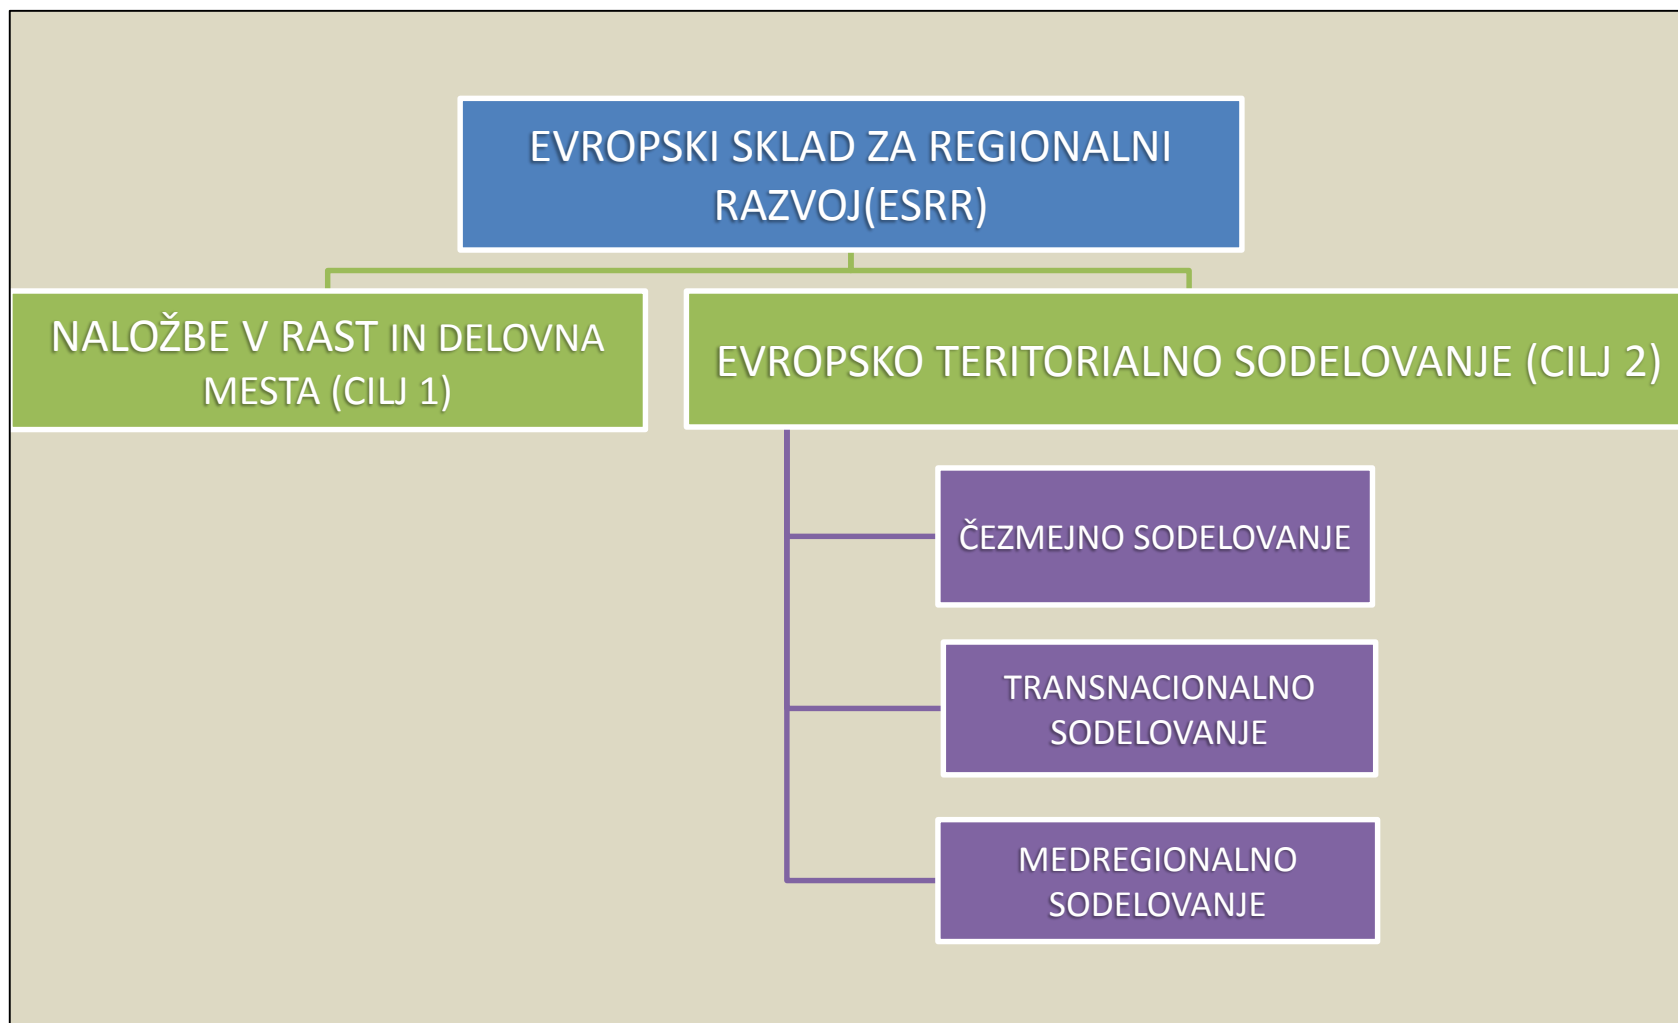 EVROPSKI SKLAD ZA REGIONALNI
RAZVOJ(ESRR)
NALOŽBE V RAST IN DELOVNA
MESTA (CILJ 1)
EVROPSKO TERITORIALNO SODELOVANJE (CILJ 2)
ČEZMEJNO SODELOVANJE
TRANSNACIONALNO
SODELOVANJE
MEDREGIONALNO
SODELOVANJE